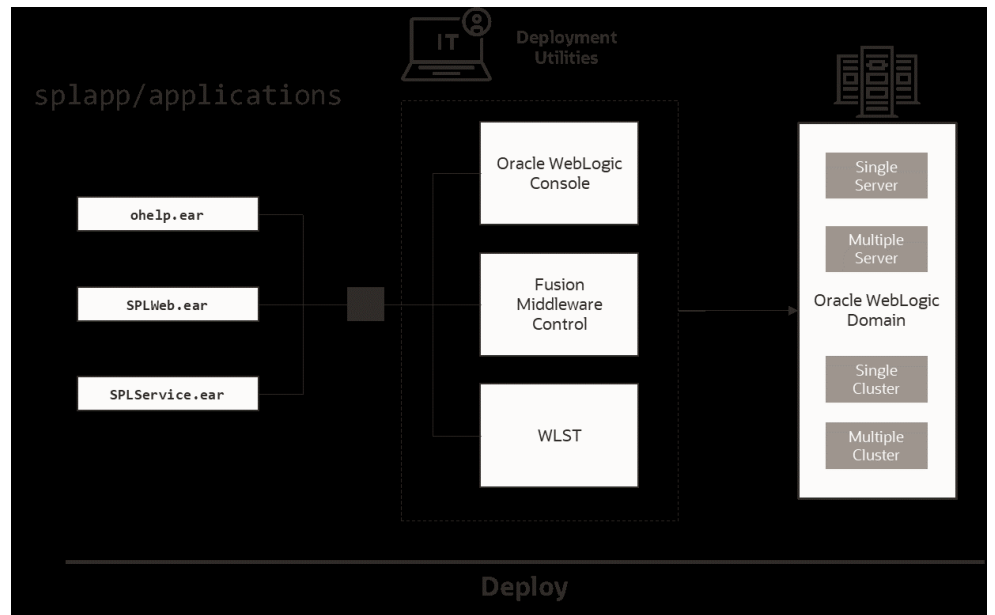 IT
Deployment
Utilities
splapp/applications
ohelp.ear
SPLWeb.ear
SPLService.ear
Oracle WebLogic
Console
Fusion
Middleware
Control
WLST
Single
Server
Multiple
Server
Oracle WebLogic
Domain
Single
Cluster
Multiple
Cluster
Deploy